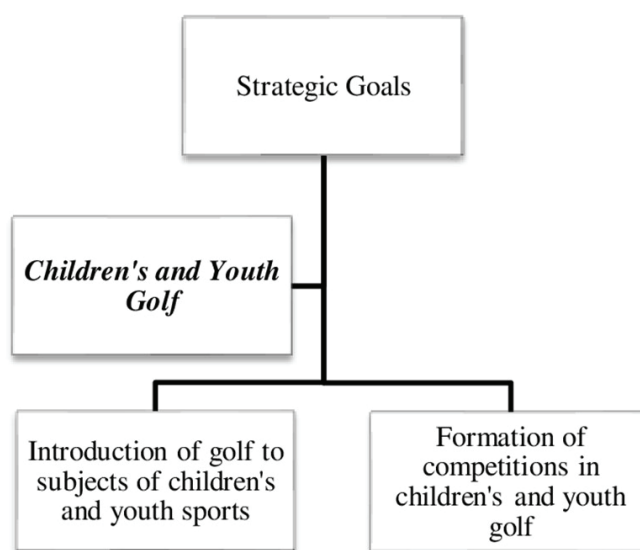 Strategic Goals
Children's and Youth
Golf
Introduction of golf to
subjects of children's
and youth sports
Formation of
competitions in
children's and youth
golf